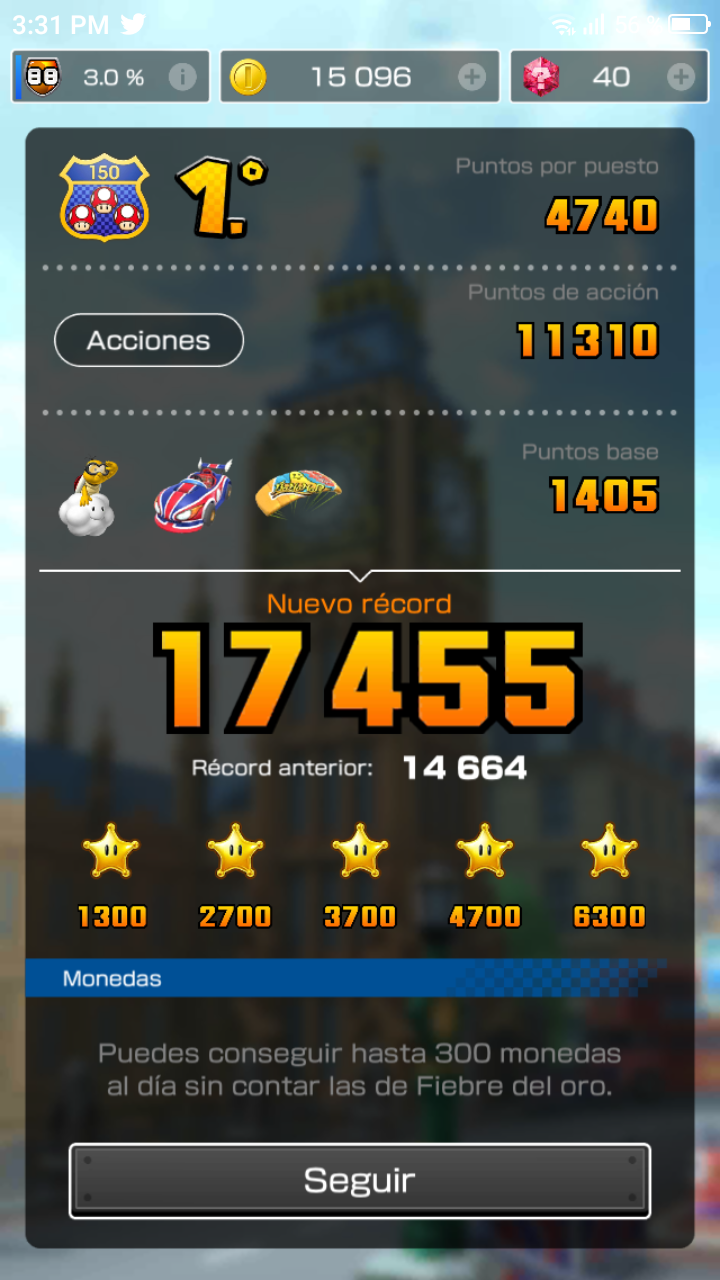 3:31 PM
88 3.0 % i 15 096 40
150
1.º
Puntos por puesto
4740
Puntos de acción
Acciones
11310
Puntos base
1405
Nuevo récord
17 455
Récord anterior: 14 664
1300 2700 3700 4700 6300
Monedas
Puedes conseguir hasta 300 monedas
al día sin contar las de Fiebre del oro.
Seguir